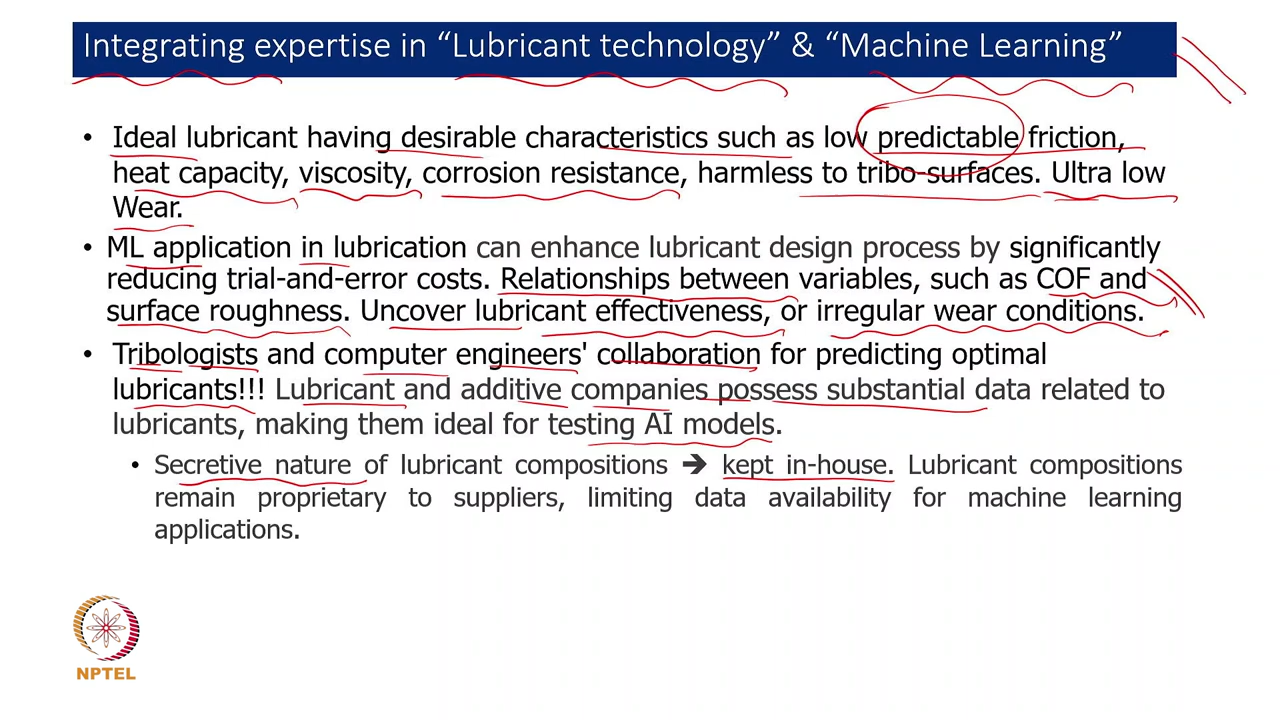 Integrating expertise in “Lubricant technology” & “Machine Learning”
• Ideal lubricant having desirable characteristics such as low predictable friction,
heat capacity, viscosity, corrosion resistance, harmless to tribo-surfaces. Ultra low
Wear.
• ML application in lubrication can enhance lubricant design process by significantly
reducing trial-and-error costs. Relationships between variables, such as COF and
surface roughness. Uncover lubricant effectiveness, or irregular wear conditions.
• Tribologists and computer engineers' collaboration for predicting optimal
lubricants!!! Lubricant and additive companies possess substantial data related to
lubricants, making them ideal for testing AI models.
• Secretive nature of lubricant compositions ➔ kept in-house. Lubricant compositions
remain proprietary to suppliers, limiting data availability for machine learning
applications.
NPTEL